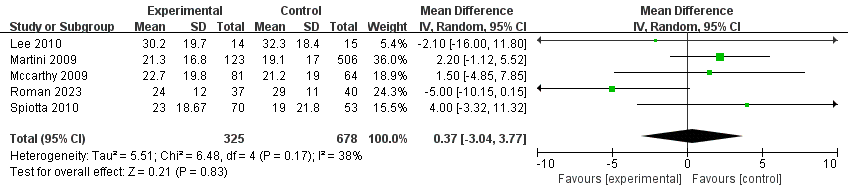 Experimental Control Mean Difference Mean Difference
Study or Subgroup Mean SD Total Mean SD Total Weight IV, Random, 95% CI IV, Random, 95% CI
Lee 2010 30.2 19.7 14 32.3 18.4 15 5.4% -2.10 [-16.00, 11.80]
Martini 2009 21.3 16.8 123 19.1 17 506 36.0% 2.20 [-1.12, 5.52]
Mccarthy 2009 22.7 19.8 81 21.2 19 64 18.9% 1.50 [-4.85, 7.85]
Roman 2023 24 12 37 29 11 40 24.2% -5.00 [-10.15, 0.15]
Spiotta 2010 23 18.67 70 19 21.8 53 15.5% 4.00 [-3.32, 11.32]
Total (95% CI) 325 678 100.0% 0.37 [-3.04, 3.77]
Heterogeneity: Tau² = 5.51; Chi² = 6.48, df = 4 (P = 0.17); I² = 38%
Test for overall effect: Z = 0.21 (P = 0.83)
-10 -5 0 5 10
Favours [experimental] Favours [control]